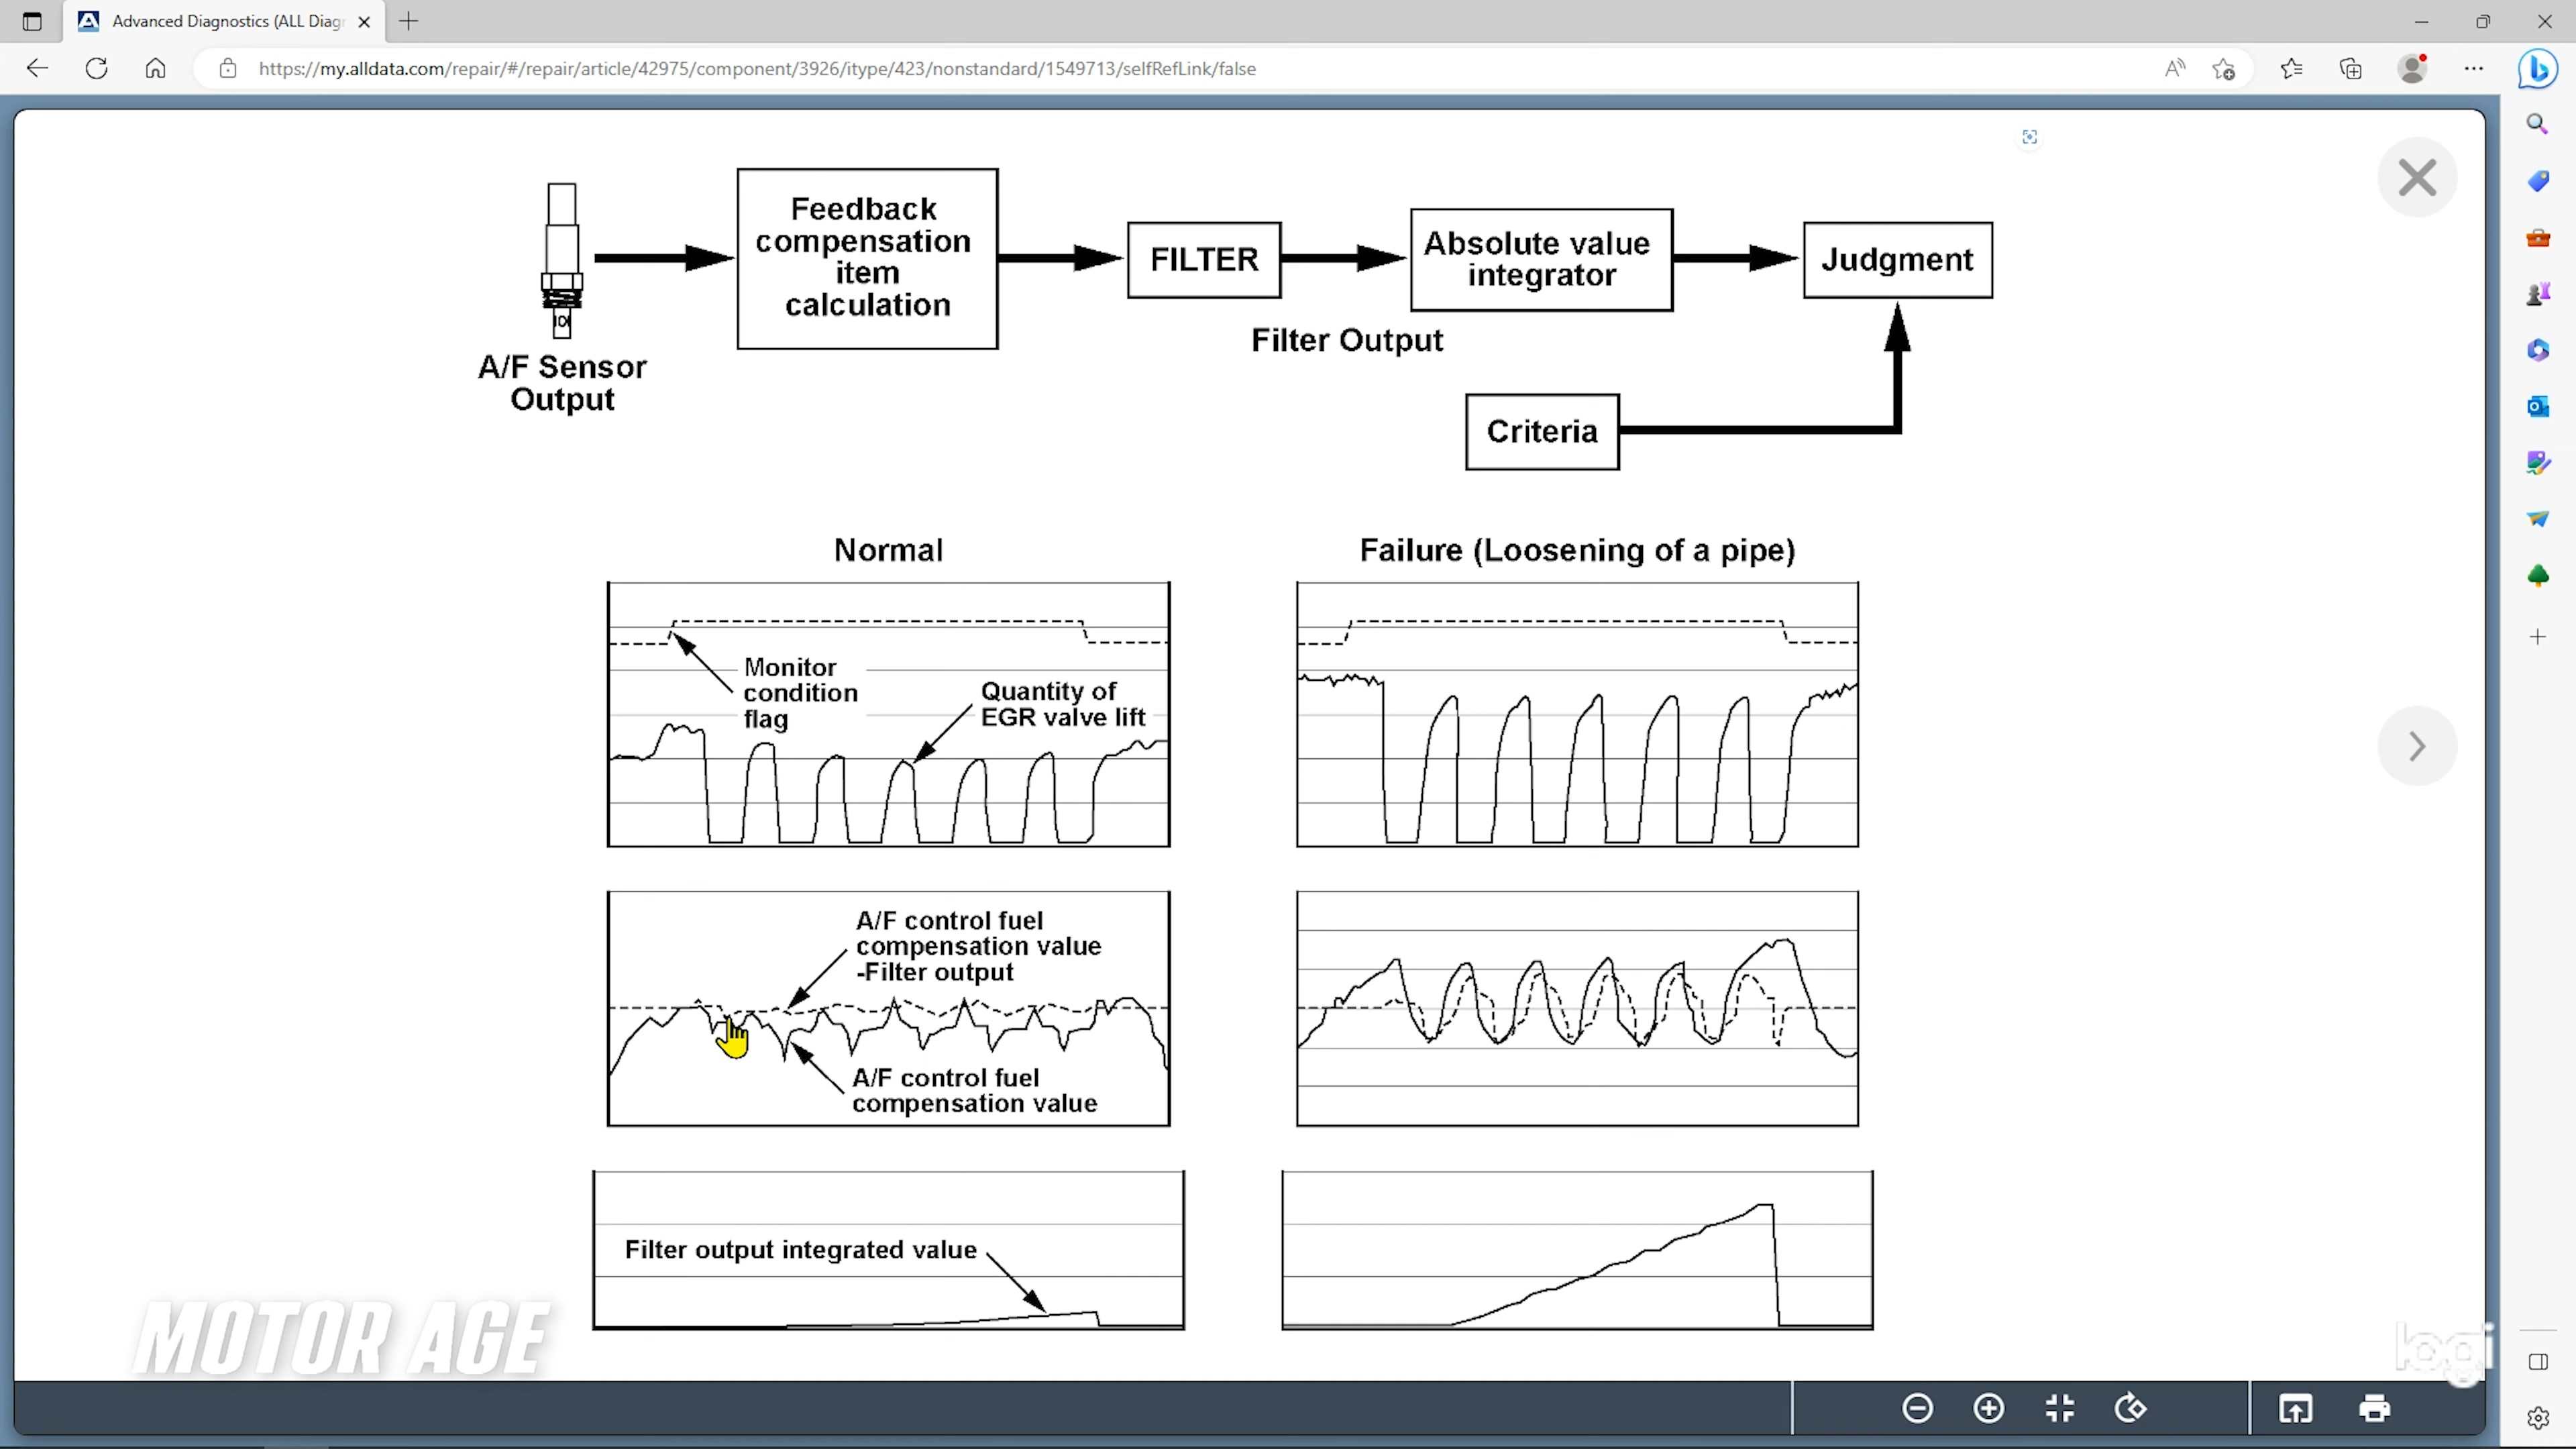 Advanced Diagnostics (ALL Diag
https://my.alldata.com/repair/#/repair/article/42975/component/3926/itype/423/nonstandard/1549713/selfRefLink/false
A/F Sensor
Output
Feedback
compensation
item
calculation
FILTER
Filter Output
Absolute value
integrator
Judgment
Criteria
Normal
Monitor
condition
flag
Quantity of
EGR valve lift
A/F control fuel
compensation value
-Filter output
A/F control fuel
compensation value
Filter output integrated value
Failure (Loosening of a pipe)
MOTOR AGE
logi